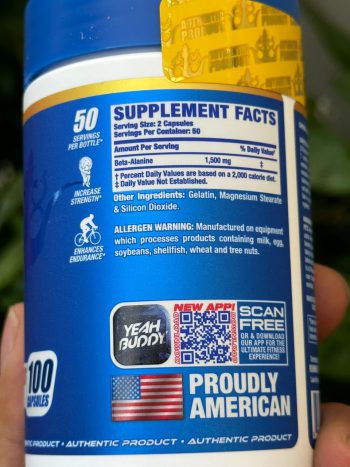 AUTHENTIC
PRODUCT
50
SERVINGS
PER BOTTLE*
INCREASE
STRENGTH*
ENHANCES
ENDURANCE*
SUPPLEMENT FACTS
Serving Size: 2 Capsules
Servings Per Container: 50
Amount Per Serving % Daily Value†
Beta-Alanine 1,500 mg ‡
† Percent Daily Values are based on a 2,000 calorie diet.
‡ Daily Value Not Established.
Other Ingredients: Gelatin, Magnesium Stearate
& Silicon Dioxide.
ALLERGEN WARNING: Manufactured on equipment
which processes products containing milk, egg,
soybeans, shellfish, wheat and tree nuts.
YEAH
BUDDY
NEW APP!
SCAN
FREE
OR & DOWNLOAD
OUR APP FOR THE
ULTIMATE FITNESS
EXPERIENCE!
100
CAPSULES
PROUDLY
AMERICAN
AUTHENTIC PRODUCT • AUTHENTIC PRODUCT • AUTHENTIC PRODUCT